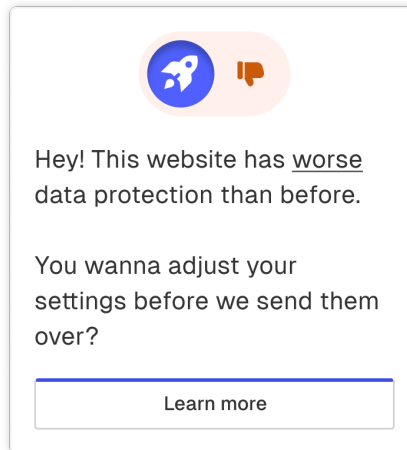 Hey! This website has worse
data protection than before.
You wanna adjust your
settings before we send them
over?
Learn more